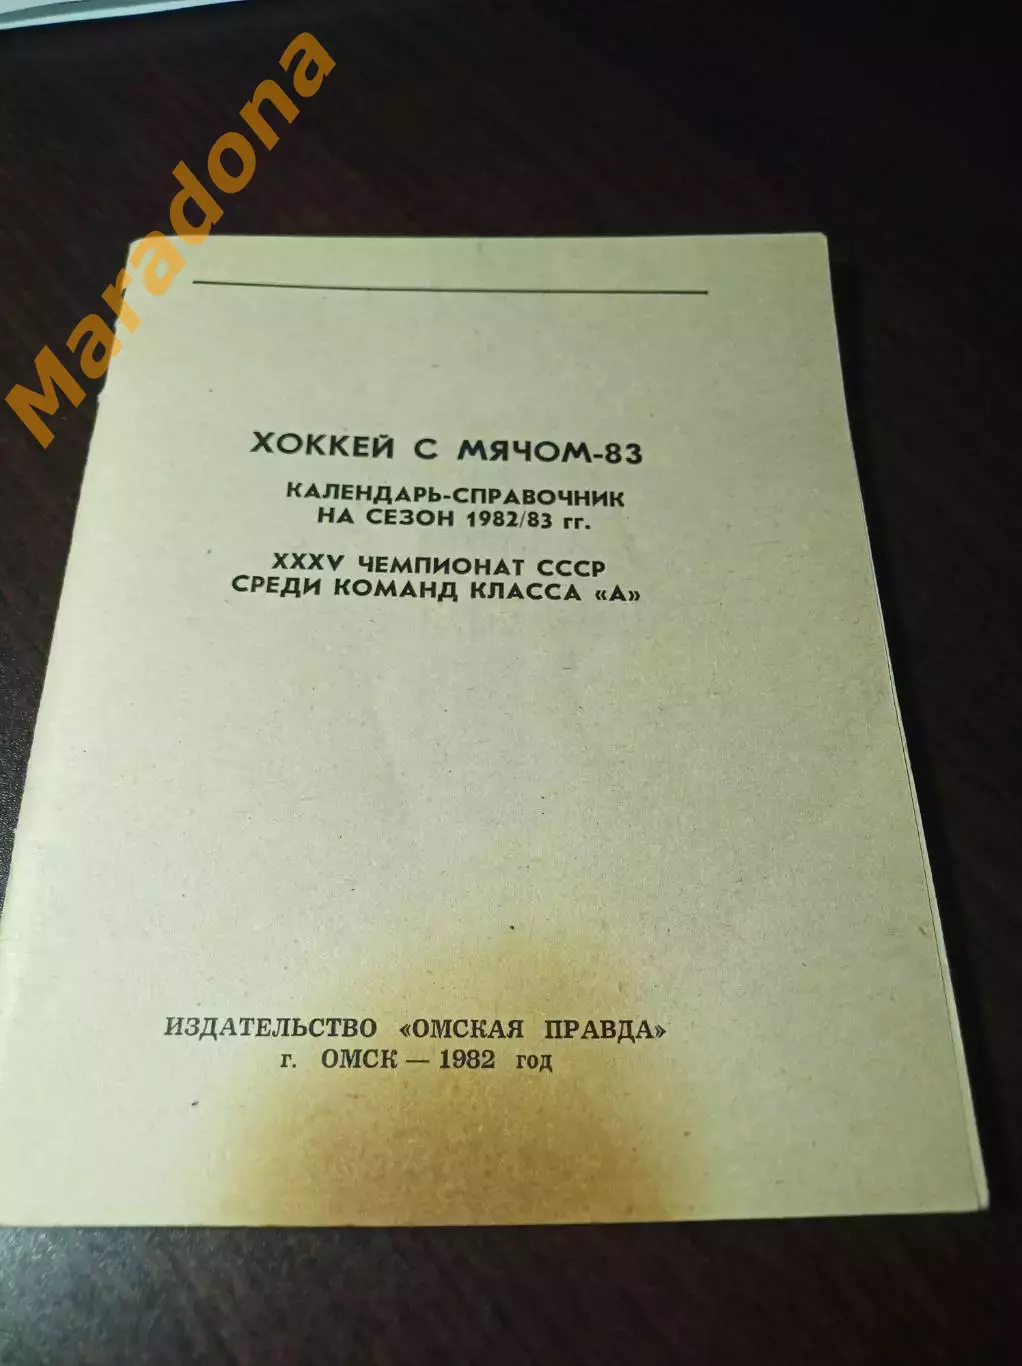 Maradona
ХОККЕЙ С МЯЧОМ-83
КАЛЕНДАРЬ-СПРАВОЧНИК
НА СЕЗОН 1982/83 гг.
XXXV ЧЕМПИОНАТ СССР
СРЕДИ КОМАНД КЛАССА «А»
ИЗДАТЕЛЬСТВО «ОМСКАЯ ПРАВДА»
г. ОМСК — 1982 год